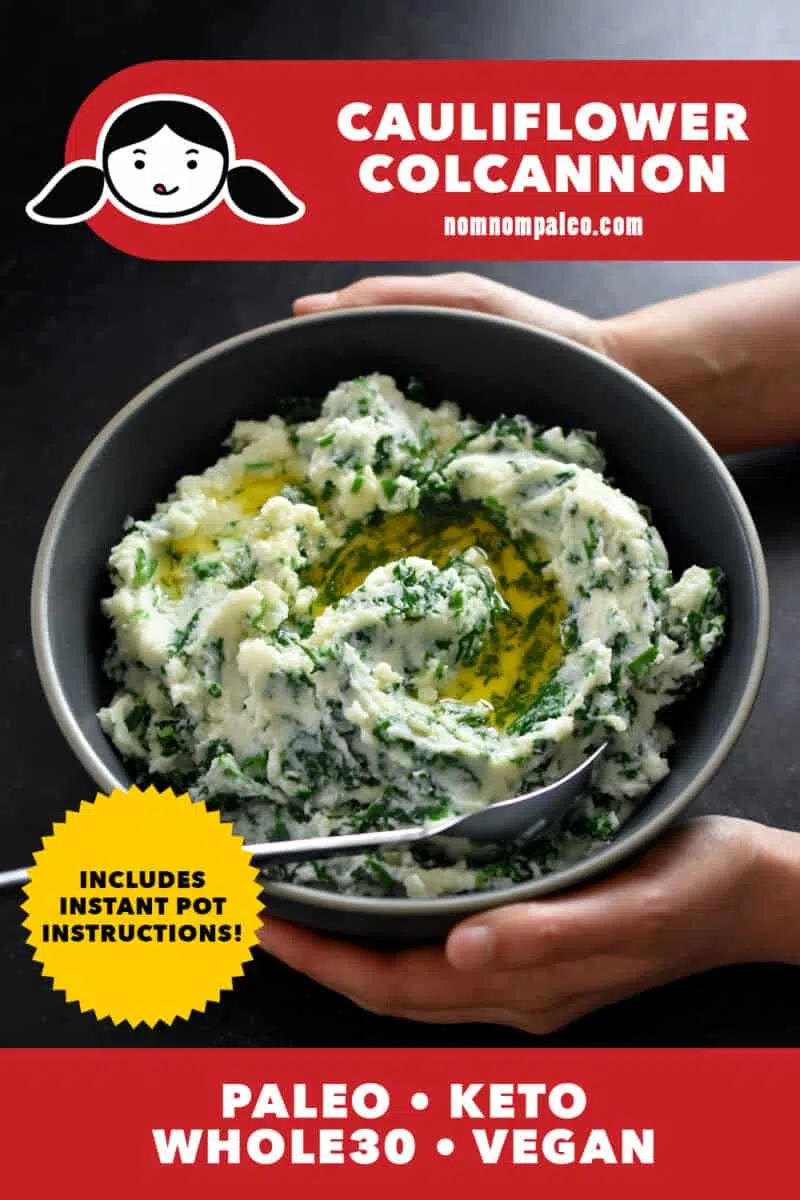 CAULIFLOWER
COLCANNON
nomnompaleo.com
INCLUDES
INSTANT POT
INSTRUCTIONS!
PALEO • KETO
WHOLE30 • VEGAN